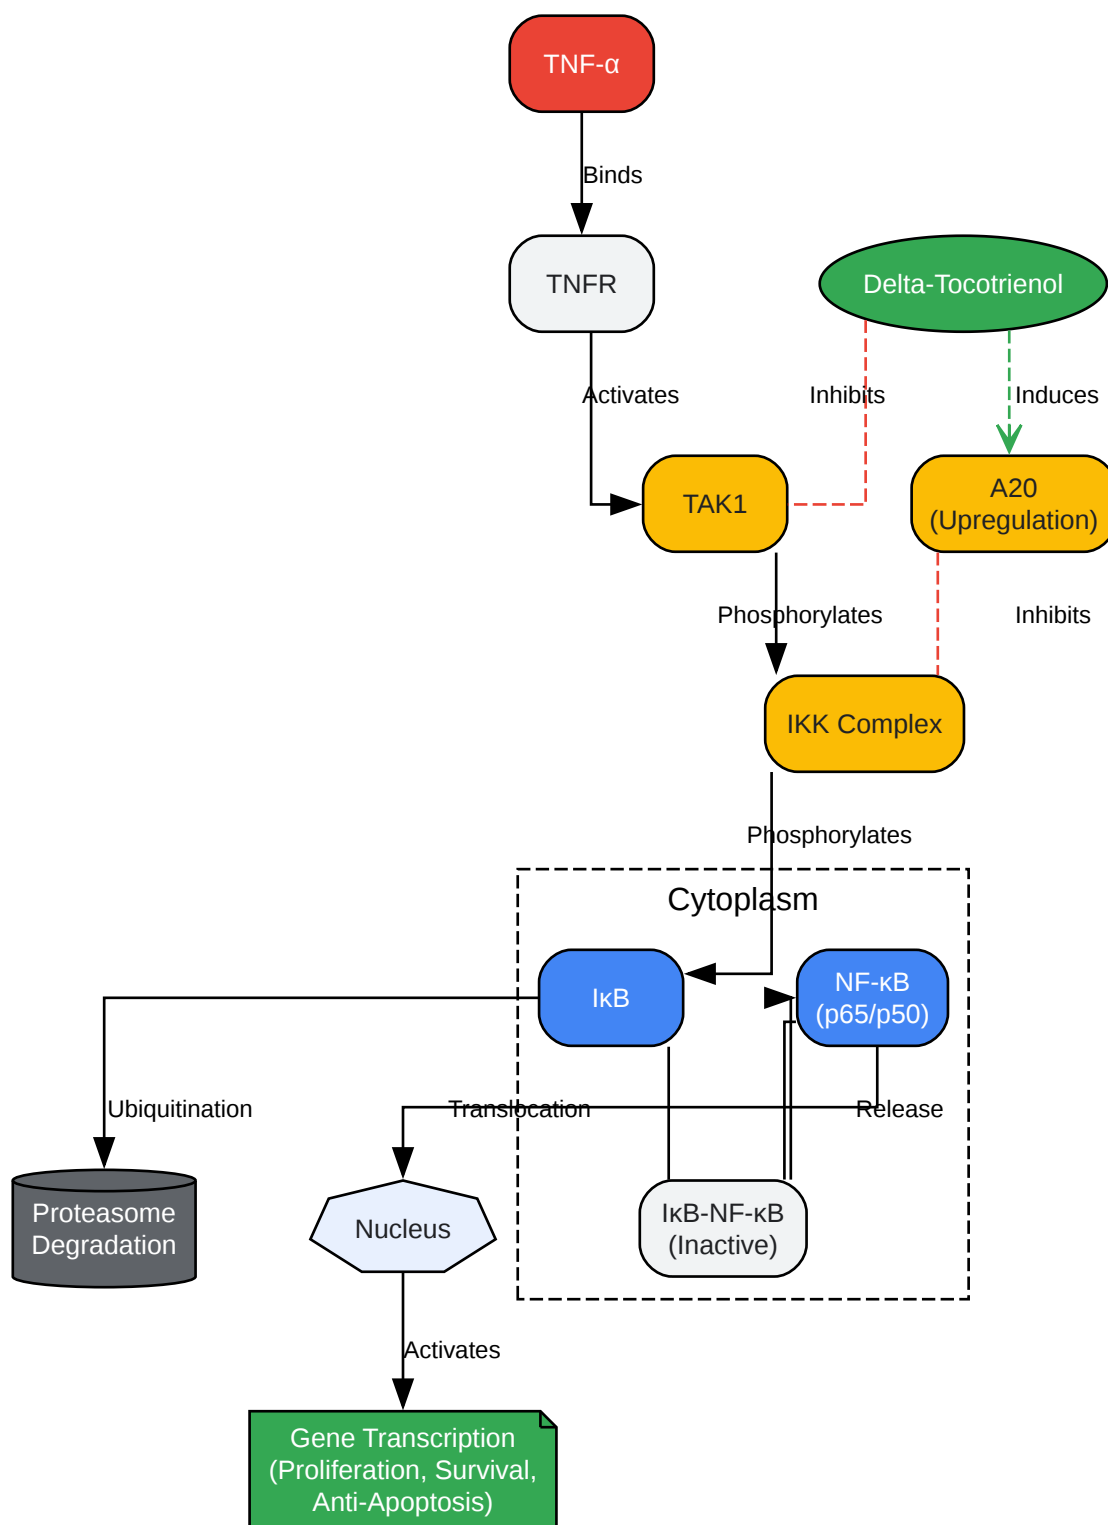 TNF-α
Binds
TNFR
Delta-Tocotrienol
Activates
Inhibits
Induces
TAK1
A20
(Upregulation)
Phosphorylates
Inhibits
IKK Complex
Phosphorylates
Cytoplasm
IκB
NF-κB
(p65/p50)
Ubiquitination
Translocation
Release
Proteasome
Degradation
Nucleus
IκB-NF-κB
(Inactive)
Activates
Gene Transcription
(Proliferation, Survival,
Anti-Apoptosis)